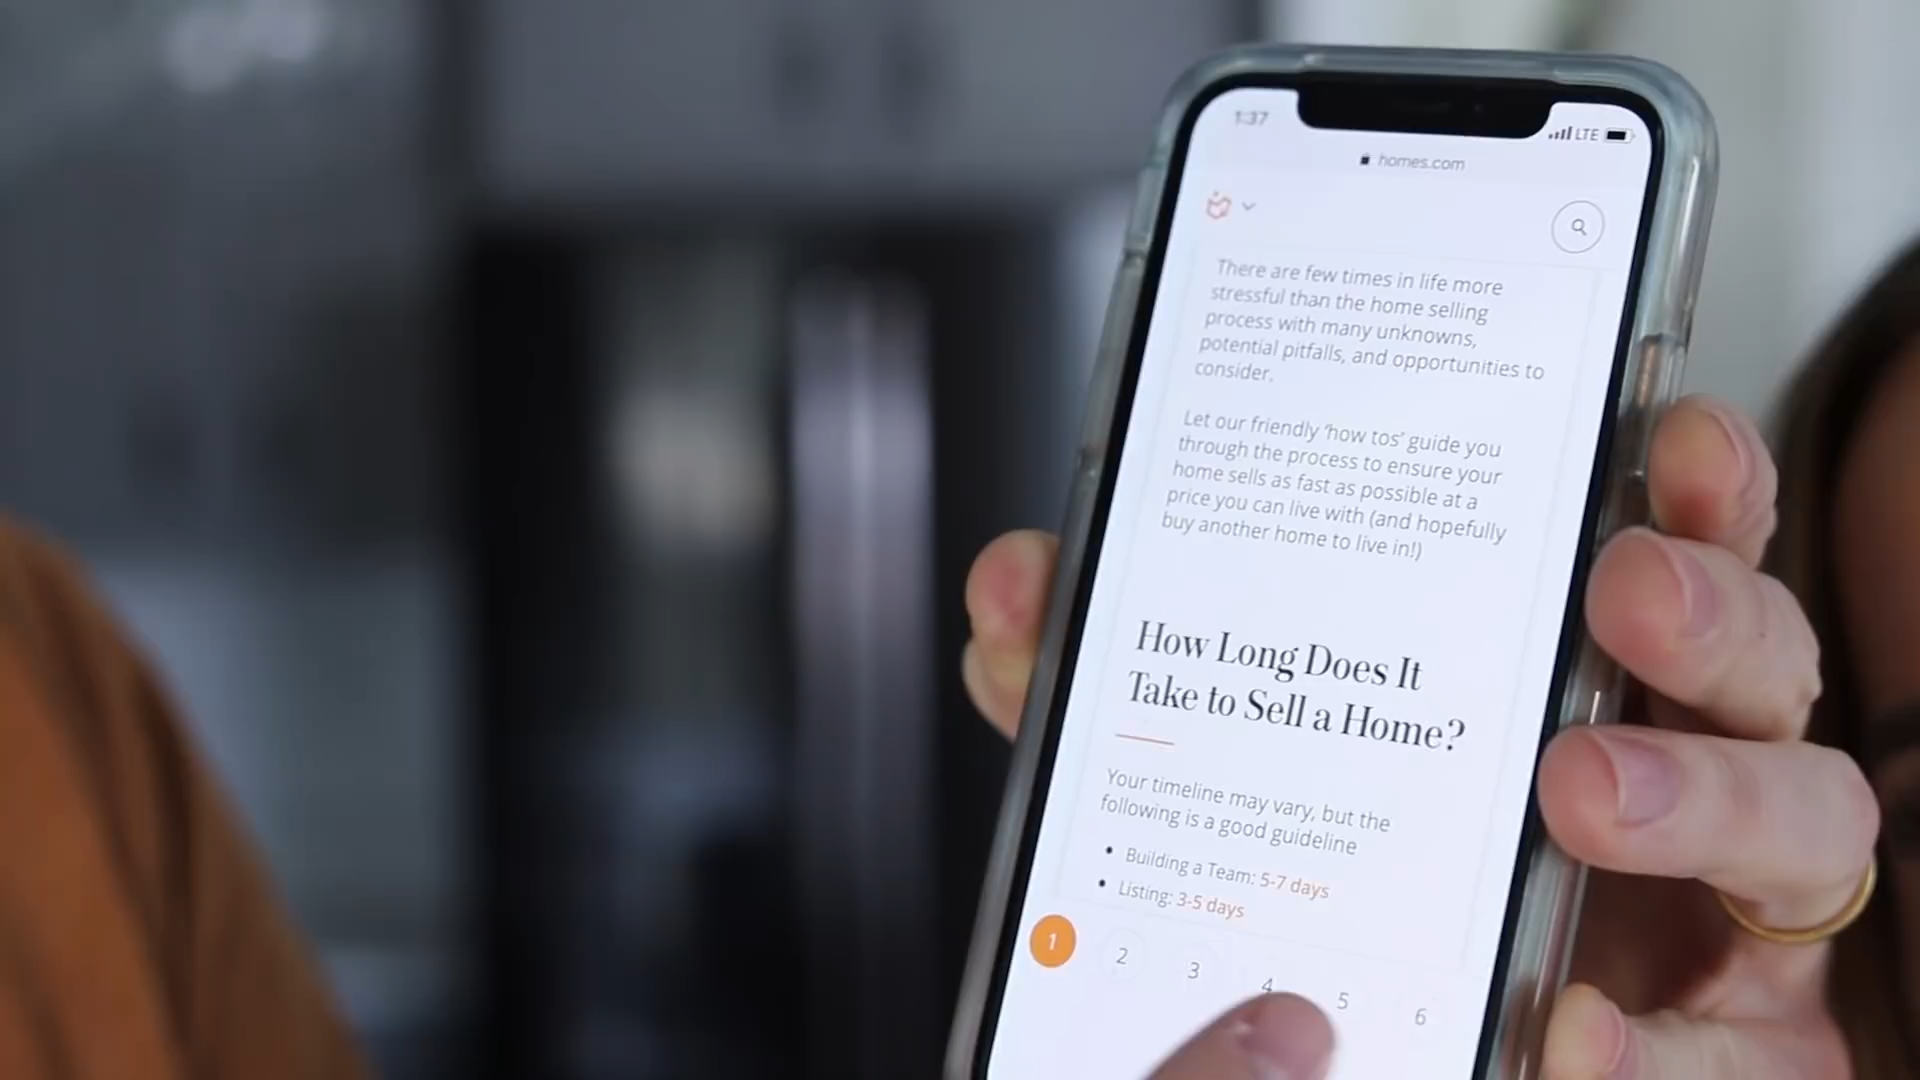 1:37
LTE
homes.com
There are few times in life more
stressful than the home selling
process with many unknowns,
potential pitfalls, and opportunities to
consider.
Let our friendly ‘how tos’ guide you
through the process to ensure your
home sells as fast as possible at a
price you can live with (and hopefully
buy another home to live in!)
How Long Does It
Take to Sell a Home?
Your timeline may vary, but the
following is a good guideline
• Building a Team: 5-7 days
• Listing: 3-5 days
1 2 3 4 5 6